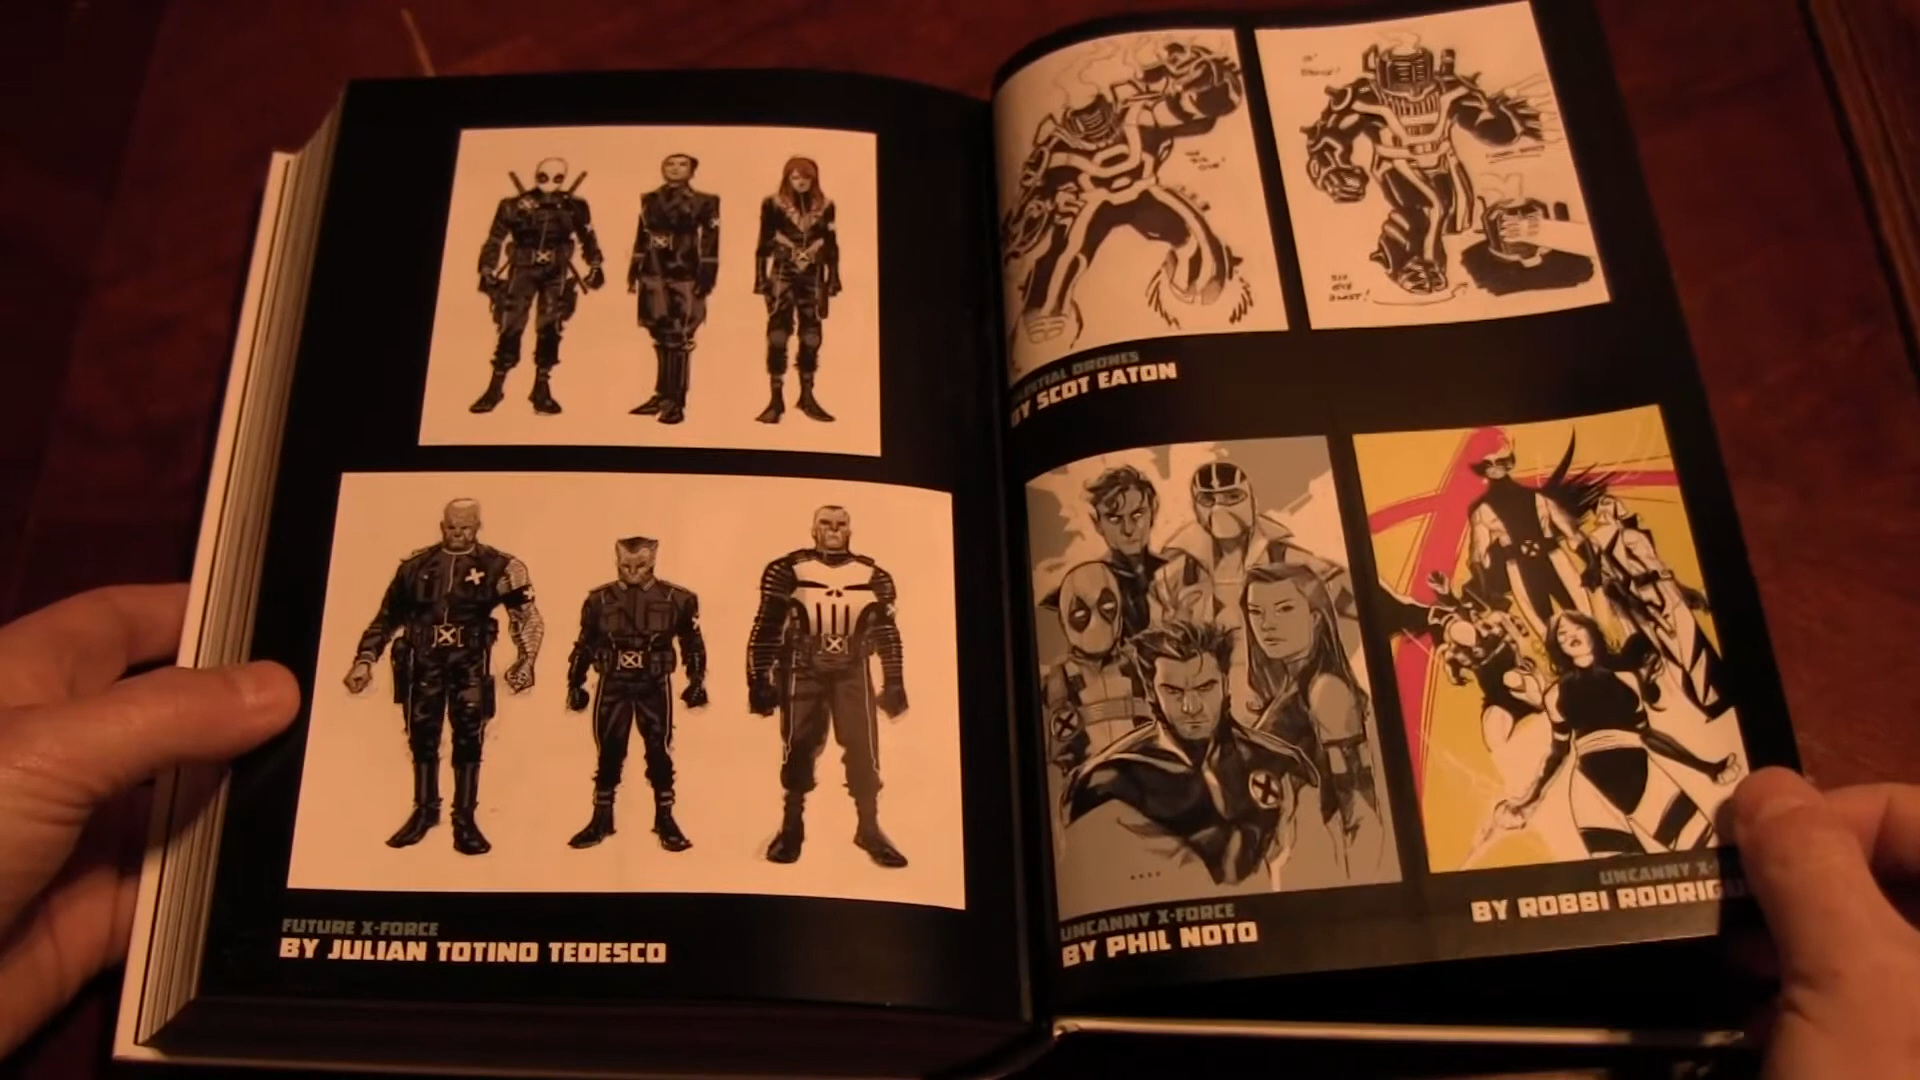 FUTURE X-FORCE
BY JULIAN TOTINO TEDESCO
DRONES
BY SCOT EATON
UNCANNY X-FORCE
BY PHIL NOTO
UNCANNY X-
BY ROBBI RODRIGU